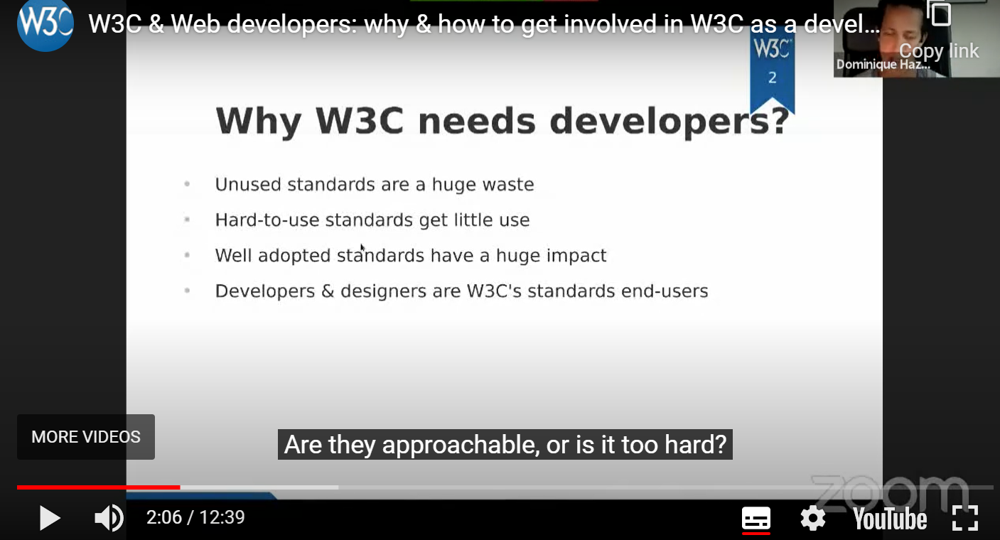 W3C
W3C & Web developers: why & how to get involved in W3C as a devel...
Copy link
W3C
Dominique Haz...
2
Why W3C needs developers?
Unused standards are a huge waste
Hard-to-use standards get little use
Well adopted standards have a huge impact
Developers & designers are W3C's standards end-users
MORE VIDEOS
Are they approachable, or is it too hard?
zoom
2:06 / 12:39
YouTube